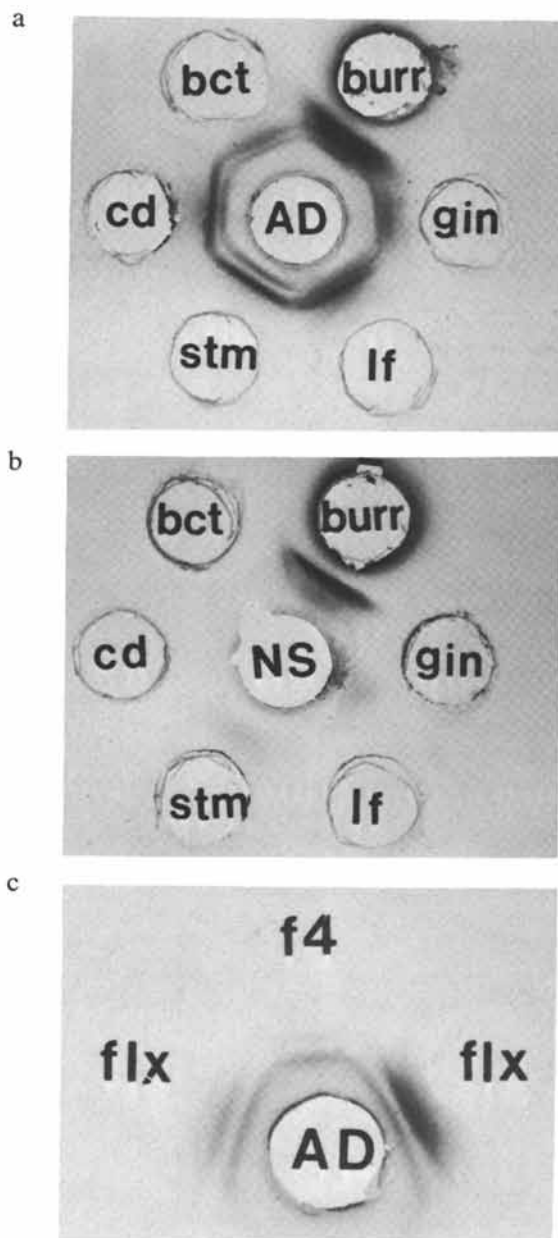 a
bct burr
cd AD gin
stm lf
b
bct burr
cd NS gin
stm lf
c
f4
flx flx
AD